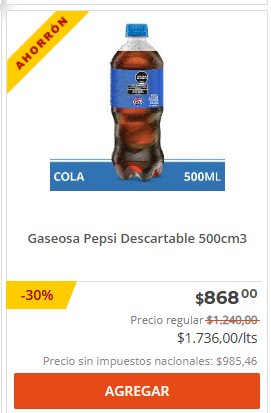 AHORRÓN
COLA 500ML
Gaseosa Pepsi Descartable 500cm3
-30%
$868⁰⁰
Precio regular $1.240,00
$1.736,00/lts
Precio sin impuestos nacionales: $985,46
AGREGAR